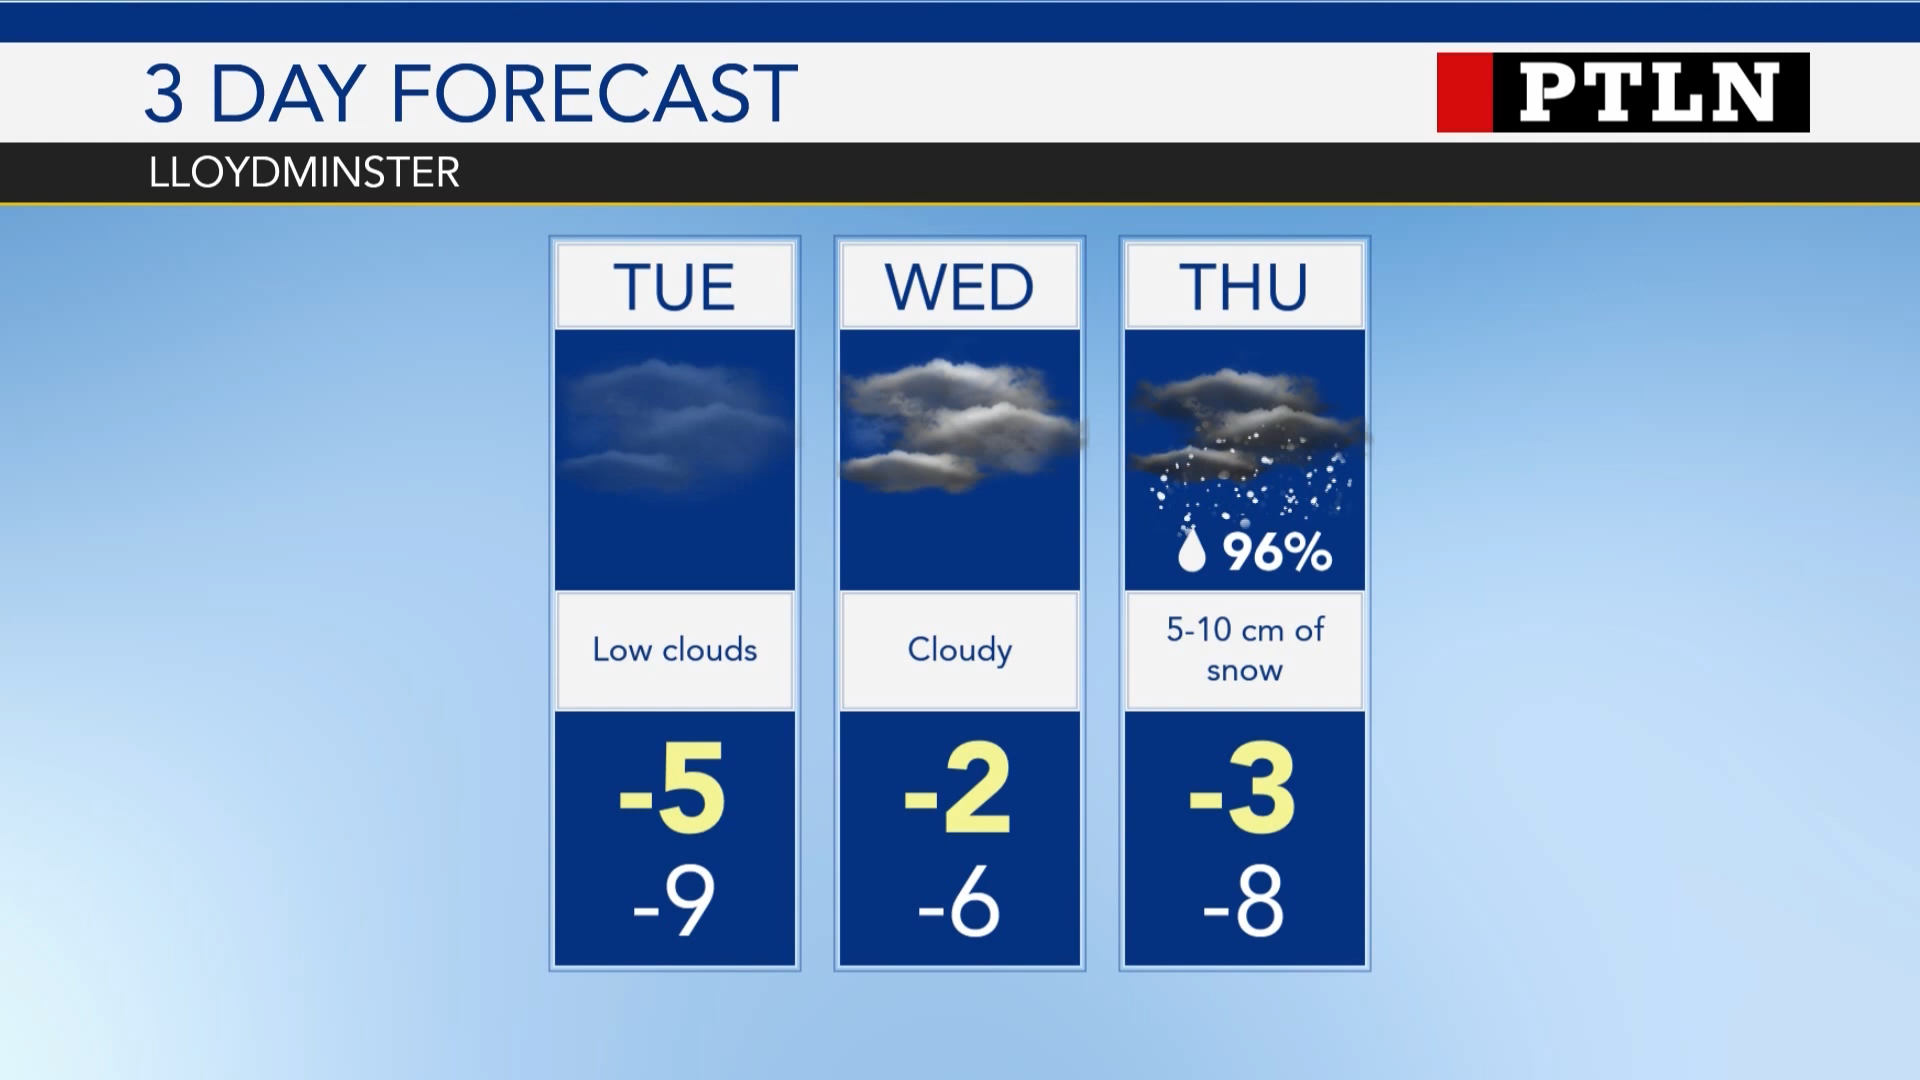 3 DAY FORECAST
PTLN
LLOYDMINSTER
TUE
Low clouds
-5
-9
WED
Cloudy
-2
-6
THU
96%
5-10 cm of
snow
-3
-8